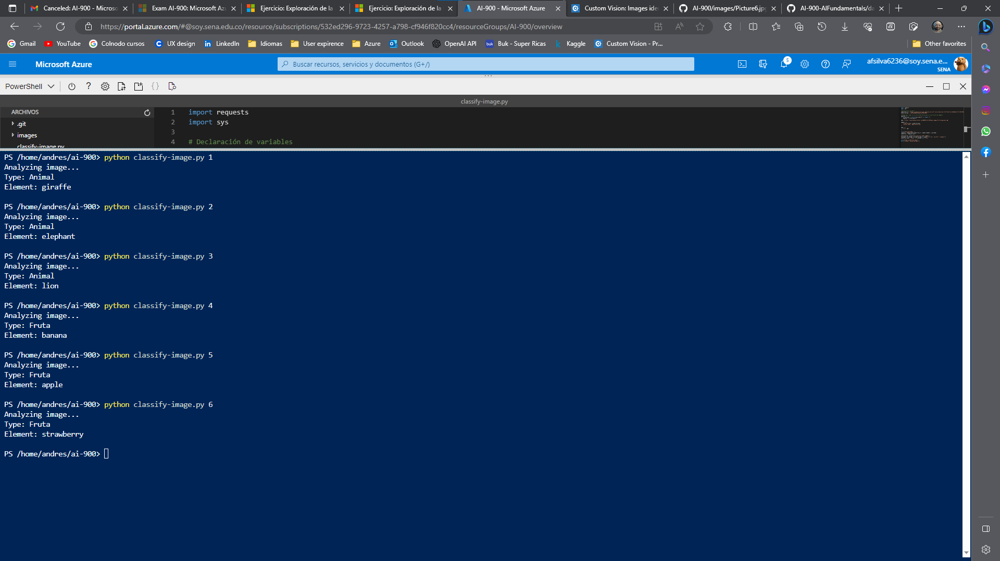 Canceled: AI-900 - Microso
Exam AI-900: Microsoft Azu
Ejercicio: Exploración de la
Ejercicio: Exploración de la
AI-900 - Microsoft Azure
Custom Vision: Images ide
AI-900/images/Picture6.jpg
AI-900-AIFundamentals/da
https://portal.azure.com/#@soy.sena.edu.co/resource/subscriptions/532ed296-9723-4257-a798-cf946f820cc4/resourceGroups/AI-900/overview
Gmail
YouTube
Colnodo cursos
UX design
LinkedIn
Idiomas
User expirence
Azure
Outlook
OpenAI API
buk
Buk - Super Ricas
Kaggle
Custom Vision - Pr...
Other favorites
Microsoft Azure
Buscar recursos, servicios y documentos (G+/)
5
afsilva6236@soy.sena.e...
SENA
PowerShell
classify-image.py
ARCHIVOS
.git
images
classify-image.py
1 import requests
2 import sys
3
4 # Declaración de variables
PS /home/andres/ai-900> python classify-image.py 1
Analyzing image...
Type: Animal
Element: giraffe
PS /home/andres/ai-900> python classify-image.py 2
Analyzing image...
Type: Animal
Element: elephant
PS /home/andres/ai-900> python classify-image.py 3
Analyzing image...
Type: Animal
Element: lion
PS /home/andres/ai-900> python classify-image.py 4
Analyzing image...
Type: Fruta
Element: banana
PS /home/andres/ai-900> python classify-image.py 5
Analyzing image...
Type: Fruta
Element: apple
PS /home/andres/ai-900> python classify-image.py 6
Analyzing image...
Type: Fruta
Element: strawberry
PS /home/andres/ai-900>